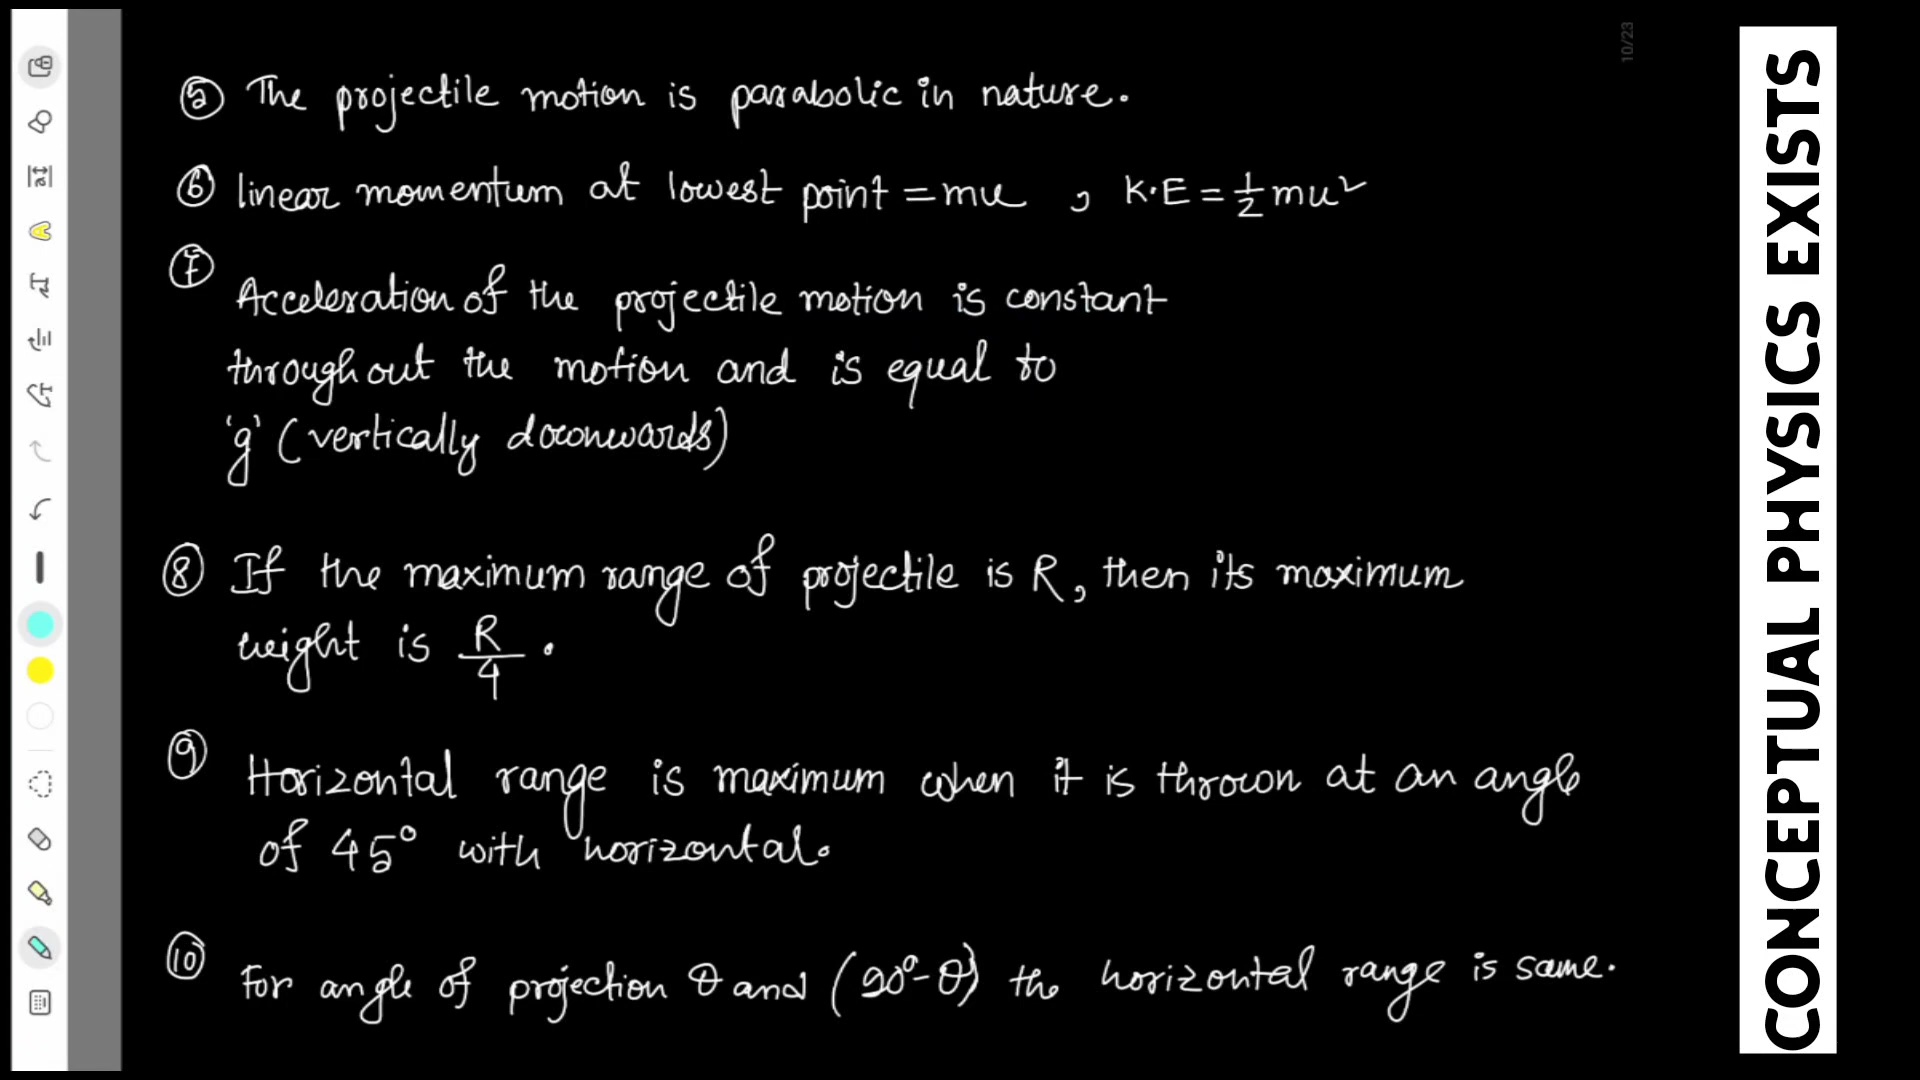 ⑤ The projectile motion is parabolic in nature.
⑥ linear momentum at lowest point = mu , K.E = 1/2 mu²
⑦
Acceleration of the projectile motion is constant
throughout the motion and is equal to
'g' (vertically downwards)
⑧ If the maximum range of projectile is R, then its maximum
height is R/4 .
⑨ Horizontal range is maximum when it is thrown at an angle
of 45° with horizontal.
⑩ For angle of projection θ and (90°-θ) the horizontal range is same.
10/23
CONCEPTUAL PHYSICS EXISTS